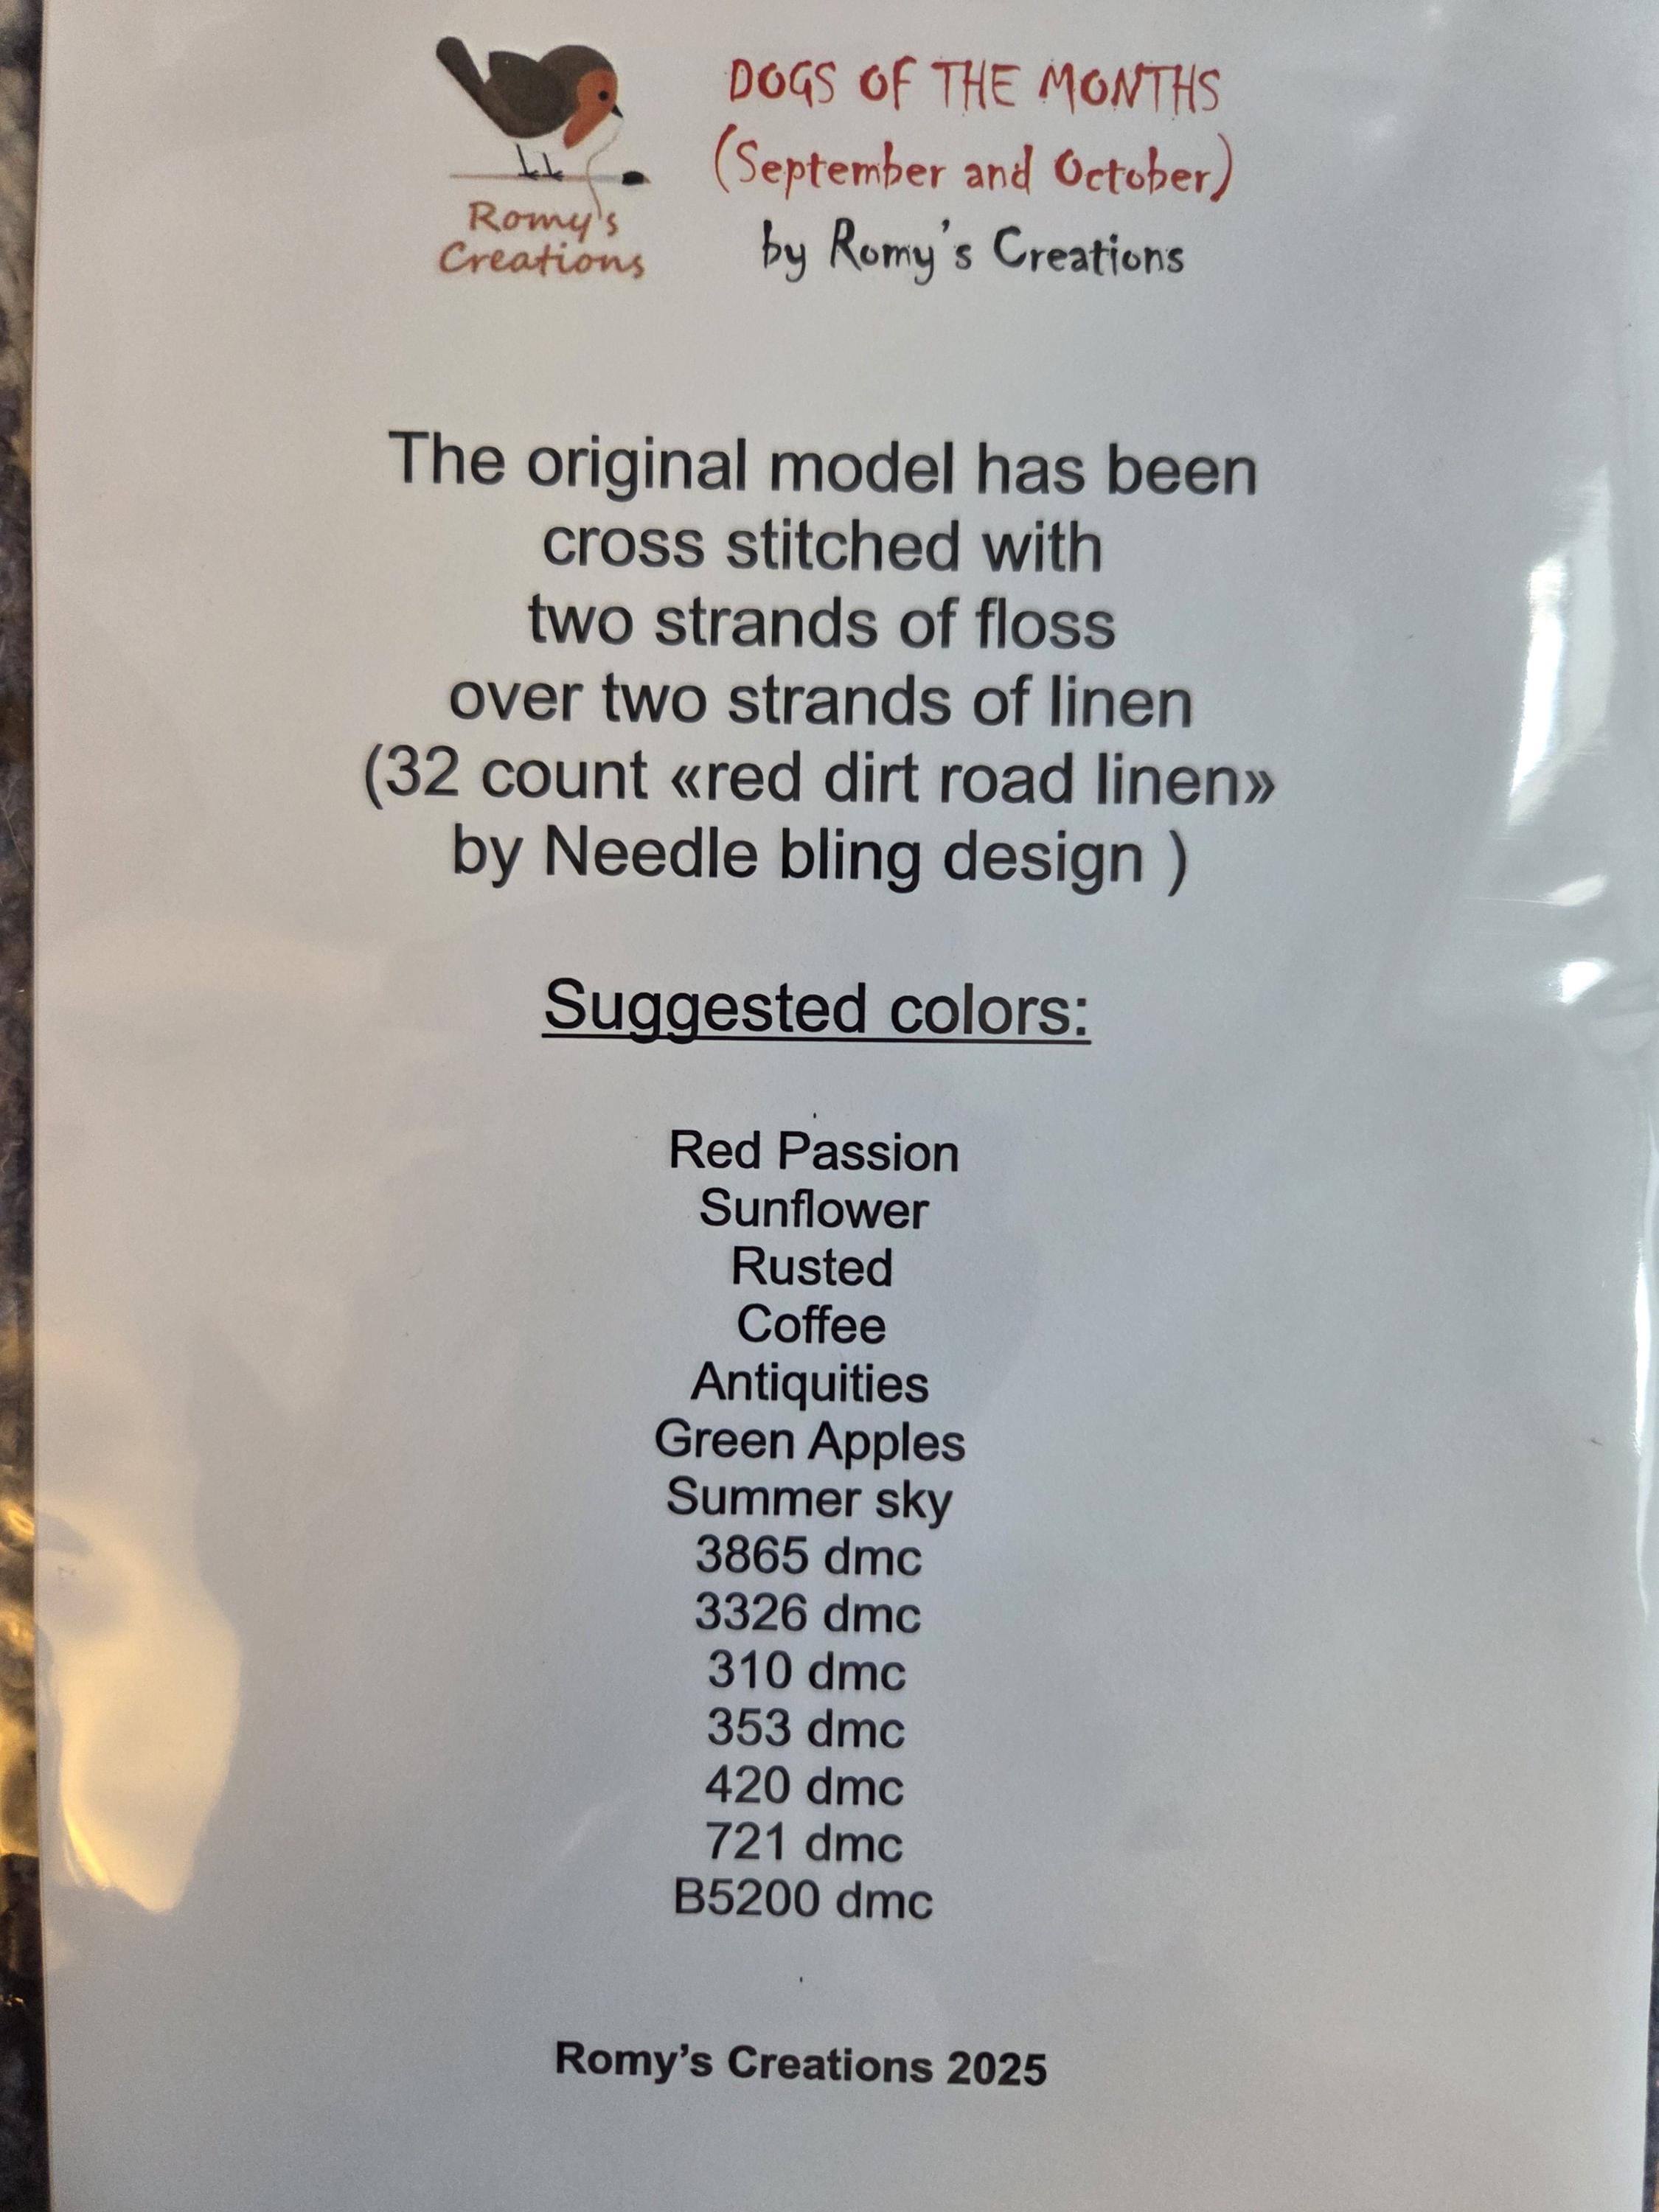 Romy's
Creations
DOGS OF THE MONTHS
(September and October)
by Romy's Creations
The original model has been
cross stitched with
two strands of floss
over two strands of linen
(32 count «red dirt road linen»
by Needle bling design )
Suggested colors:
Red Passion
Sunflower
Rusted
Coffee
Antiquities
Green Apples
Summer sky
3865 dmc
3326 dmc
310 dmc
353 dmc
420 dmc
721 dmc
B5200 dmc
Romy’s Creations 2025